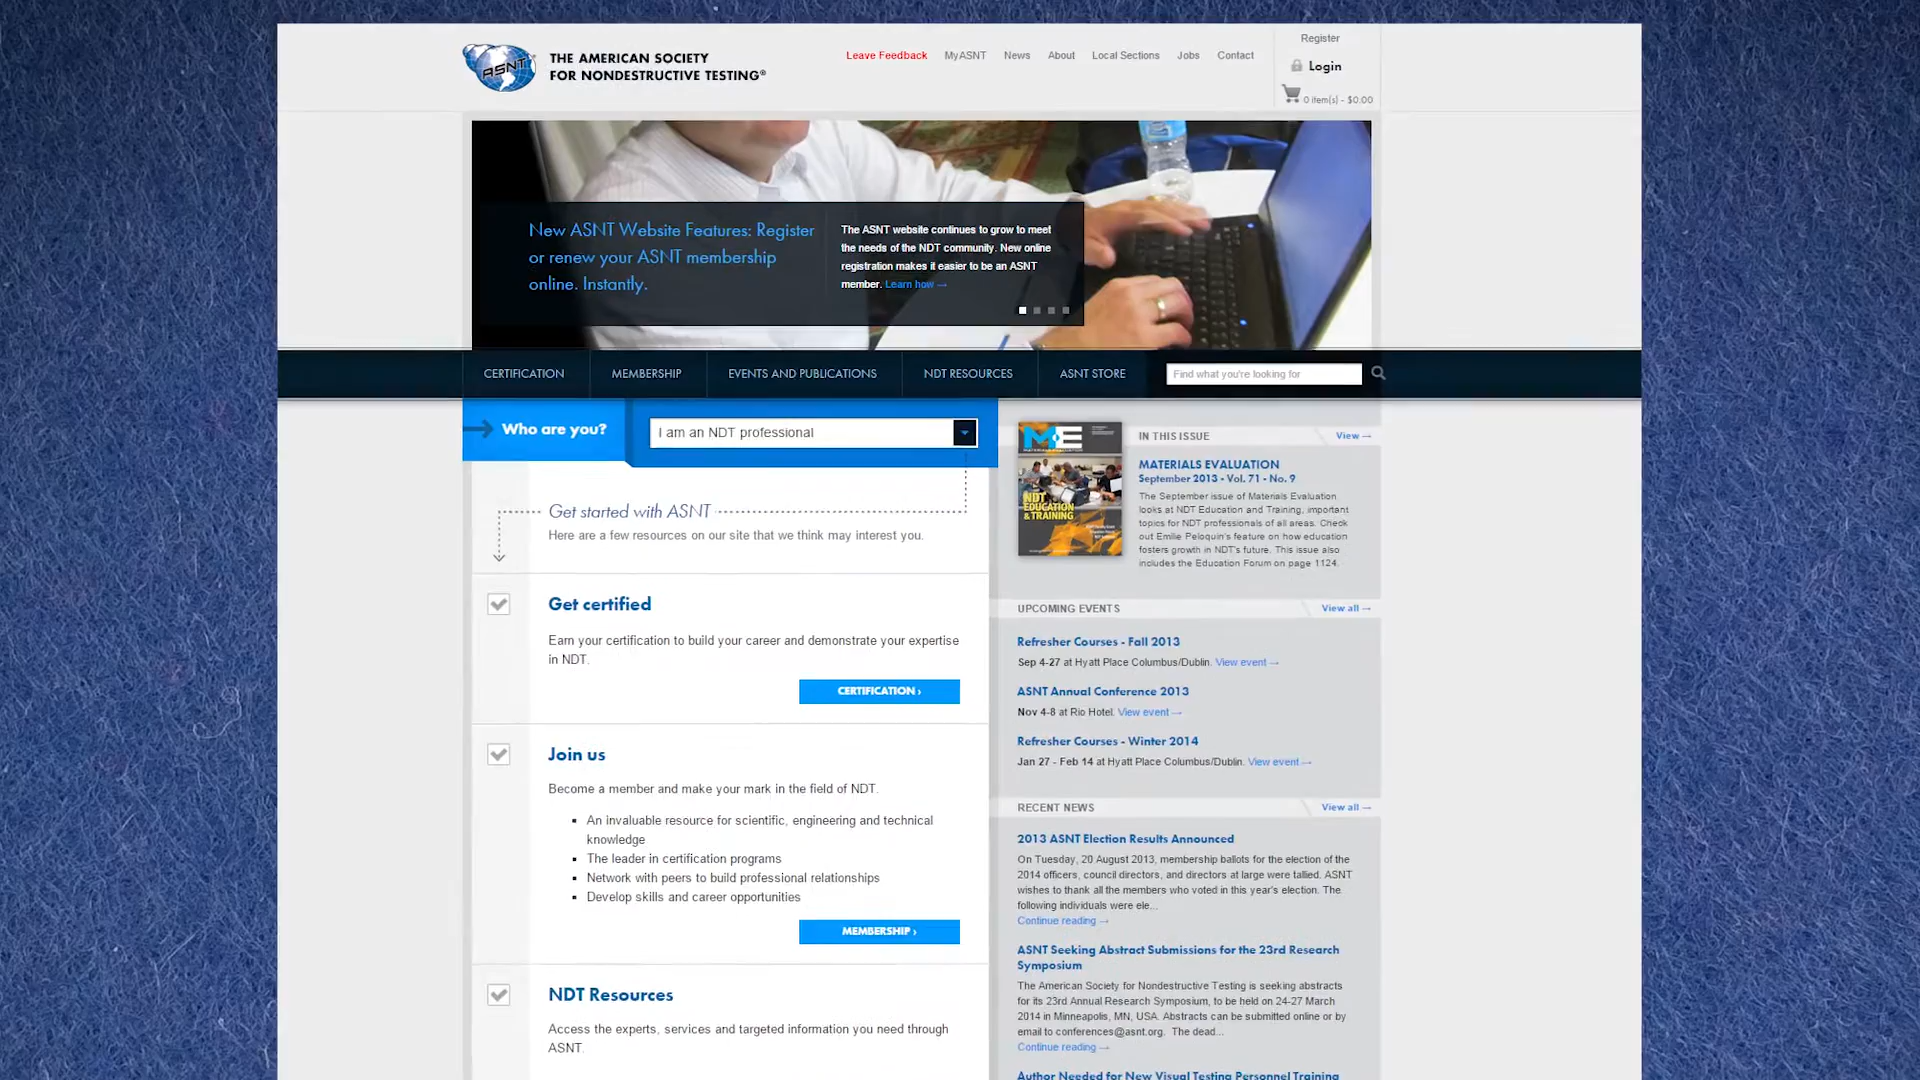 ASNT
THE AMERICAN SOCIETY
FOR NONDESTRUCTIVE TESTING®
Leave Feedback
MyASNT
News
About
Local Sections
Jobs
Contact
Register
Login
0 item(s) - $0.00
New ASNT Website Features: Register
or renew your ASNT membership
online. Instantly.
The ASNT website continues to grow to meet
the needs of the NDT community. New online
registration makes it easier to be an ASNT
member. Learn how →
CERTIFICATION
MEMBERSHIP
EVENTS AND PUBLICATIONS
NDT RESOURCES
ASNT STORE
Find what you're looking for
Who are you?
I am an NDT professional
Get started with ASNT
Here are a few resources on our site that we think may interest you.
Get certified
Earn your certification to build your career and demonstrate your expertise
in NDT.
CERTIFICATION ›
Join us
Become a member and make your mark in the field of NDT.
▪ An invaluable resource for scientific, engineering and technical
knowledge
▪ The leader in certification programs
▪ Network with peers to build professional relationships
▪ Develop skills and career opportunities
MEMBERSHIP ›
NDT Resources
Access the experts, services and targeted information you need through
ASNT.
M E
NDT
EDUCATION
& TRAINING
IN THIS ISSUE
View →
MATERIALS EVALUATION
September 2013 - Vol. 71 - No. 9
The September issue of Materials Evaluation
looks at NDT Education and Training, important
topics for NDT professionals of all areas. Check
out Emilie Peloquin's feature on how education
fosters growth in NDT's future. This issue also
includes the Education Forum on page 1124.
UPCOMING EVENTS
View all →
Refresher Courses - Fall 2013
Sep 4-27 at Hyatt Place Columbus/Dublin. View event →
ASNT Annual Conference 2013
Nov 4-8 at Rio Hotel. View event →
Refresher Courses - Winter 2014
Jan 27 - Feb 14 at Hyatt Place Columbus/Dublin. View event →
RECENT NEWS
View all →
2013 ASNT Election Results Announced
On Tuesday, 20 August 2013, membership ballots for the election of the
2014 officers, council directors, and directors at large were tallied. ASNT
wishes to thank all the members who voted in this year's election. The
following individuals were ele...
Continue reading →
ASNT Seeking Abstract Submissions for the 23rd Research
Symposium
The American Society for Nondestructive Testing is seeking abstracts
for its 23rd Annual Research Symposium, to be held on 24-27 March
2014 in Minneapolis, MN, USA. Abstracts can be submitted online or by
email to conferences@asnt.org. The dead...
Continue reading →
Author Needed for New Visual Testing Personnel Training